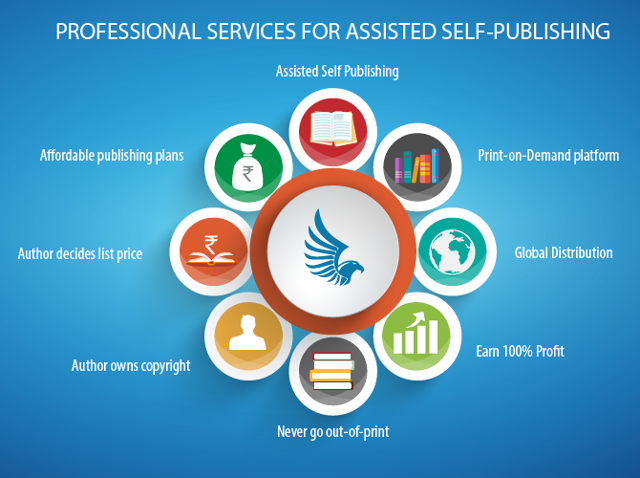 PROFESSIONAL SERVICES FOR ASSISTED SELF-PUBLISHING
Assisted Self Publishing
Affordable publishing plans
₹
Print-on-Demand platform
Author decides list price
₹
Global Distribution
Author owns copyright
Earn 100% Profit
Never go out-of-print